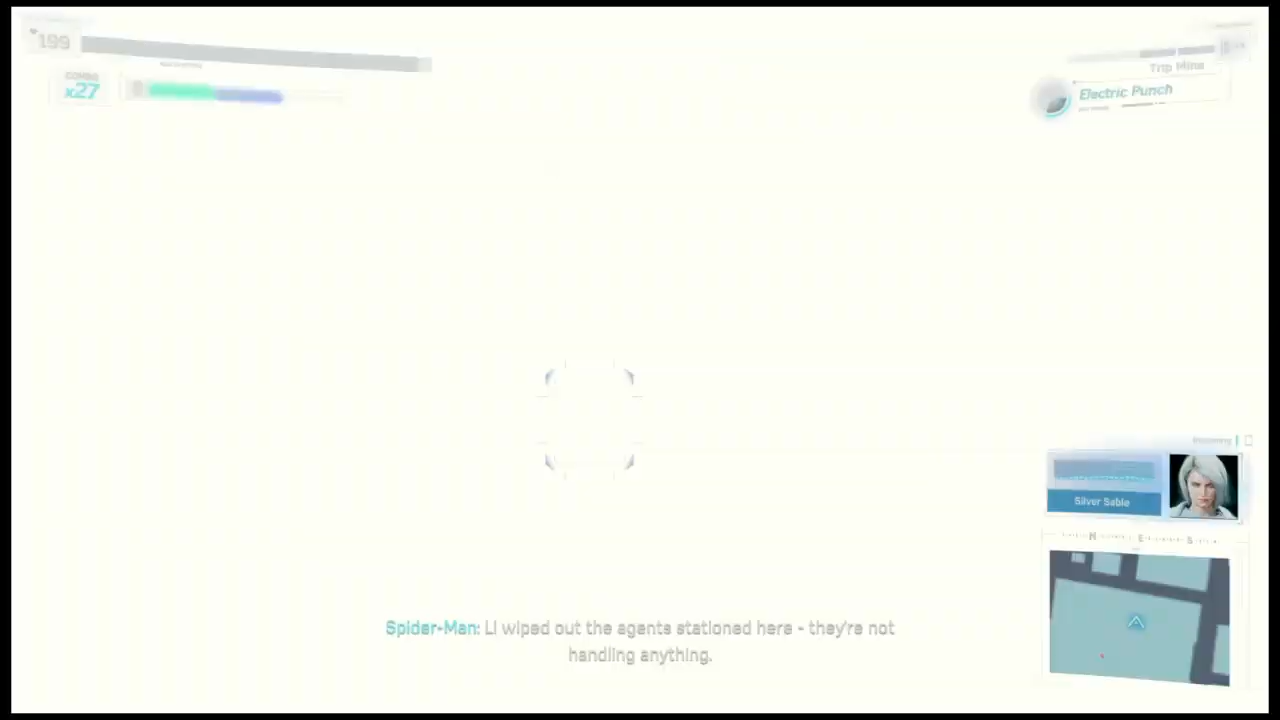 199
COMBO
x27
Trip Mine
Electric Punch
Incoming
Silver Sable
N E S
Spider-Man: Li wiped out the agents stationed here - they're not
handling anything.